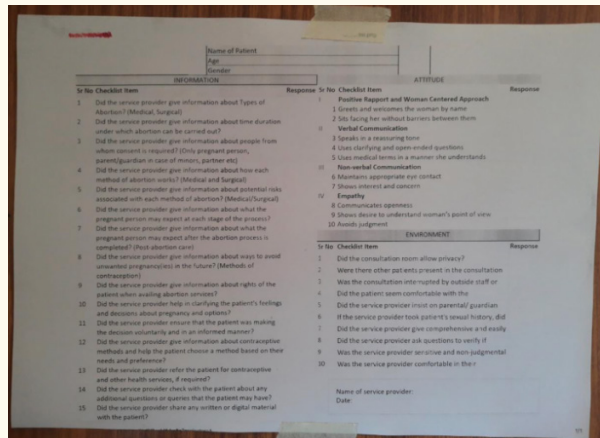 Name of Patient
Age
Gender
INFORMATION
Sr No Checklist Item Response
1 Did the service provider give information about Types of
Abortion? (Medical, Surgical)
2 Did the service provider give information about time duration
under which abortion can be carried out?
3 Did the service provider give information about people from
whom consent is required? (Only pregnant person,
parent/guardian in case of minors, partner etc)
4 Did the service provider give information about how each
method of abortion works? (Medical and Surgical)
5 Did the service provider give information about potential risks
associated with each method of abortion? (Medical/Surgical)
6 Did the service provider give information about what the
pregnant person may expect at each stage of the process?
7 Did the service provider give information about what the
pregnant person may expect after the abortion process is
completed? (Post abortion care)
8 Did the service provider give information about ways to avoid
unwanted pregnancies in the future? (Methods of
contraception)
9 Did the service provider give information about rights of the
patient when availing abortion services?
10 Did the service provider help in clarifying the patient's feelings
and decisions about pregnancy and options?
11 Did the service provider ensure that the patient was making
the decision voluntarily and in an informed manner?
12 Did the service provider give information about contraceptive
methods and help the patient choose a method based on their
needs and preference?
13 Did the service provider refer the patient for contraceptive
and other health services, if required?
14 Did the service provider check with the patient about any
additional questions or queries that the patient may have?
15 Did the service provider share any written or digital material
with the patient?
ATTITUDE
Sr No Checklist Item Response
I Positive Rapport and Woman Centered Approach
1 Greets and welcomes the woman by name
2 Sits facing her without barriers between them
II Verbal Communication
3 Speaks in a reassuring tone
4 Uses clarifying and open ended questions
5 Uses medical terms in a manner she understands
III Non-verbal Communication
6 Maintains appropriate eye contact
7 Shows interest and concern
IV Empathy
8 Communicates openness
9 Shows desire to understand woman's point of view
10 Avoids judgment
ENVIRONMENT
Sr No Checklist Item Response
1 Did the consultation room allow privacy?
2 Were there other patients present in the consultation
3 Was the consultation interrupted by outside staff or
4 Did the patient seem comfortable with the
5 Did the service provider insist on parental/ guardian
6 If the service provider took patient's sexual history, did
7 Did the service provider give comprehensive and easily
8 Did the service provider ask questions to verify if
9 Was the service provider sensitive and non-judgmental
10 Was the service provider comfortable in their
Name of service provider:
Date: